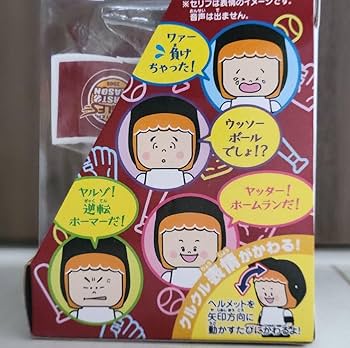 ※セリフは表情のイメージです。
音声は出ません。
ワァー
負け
ちゃった!
ウッソー
ボール
でしょ!?
ヤルゾ!
逆転
ホーマーだ!
ヤッター!
ホームランだ!
クルクル表情がかわる!
ヘルメットを
矢印方向に
動かすたびにかわるよ!